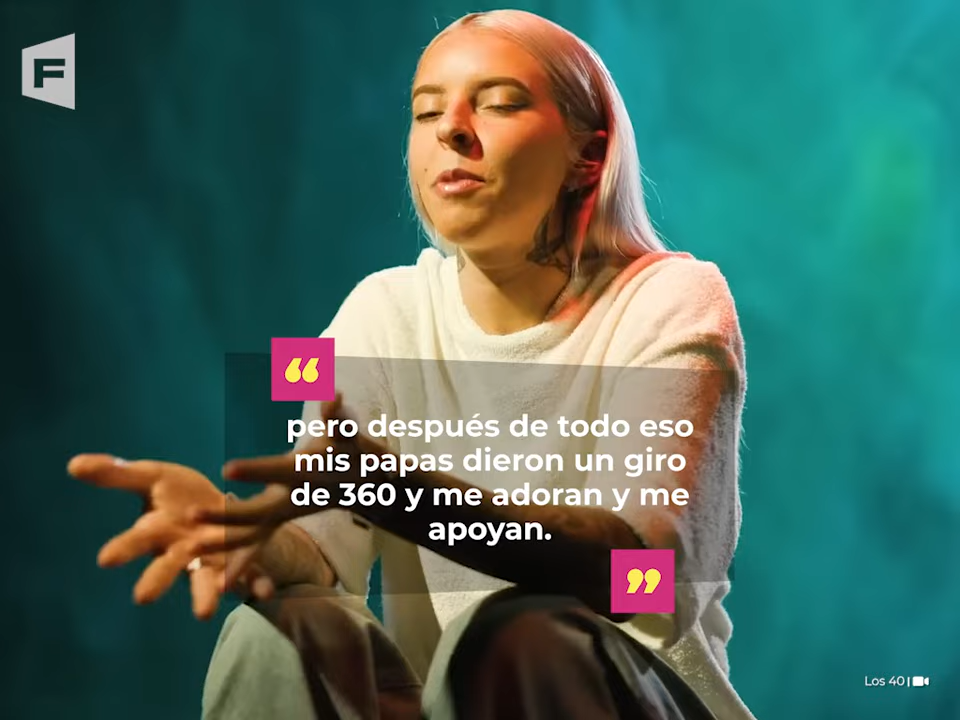 F
“
pero después de todo eso
mis papas dieron un giro
de 360 y me adoran y me
apoyan.
”
Los 40